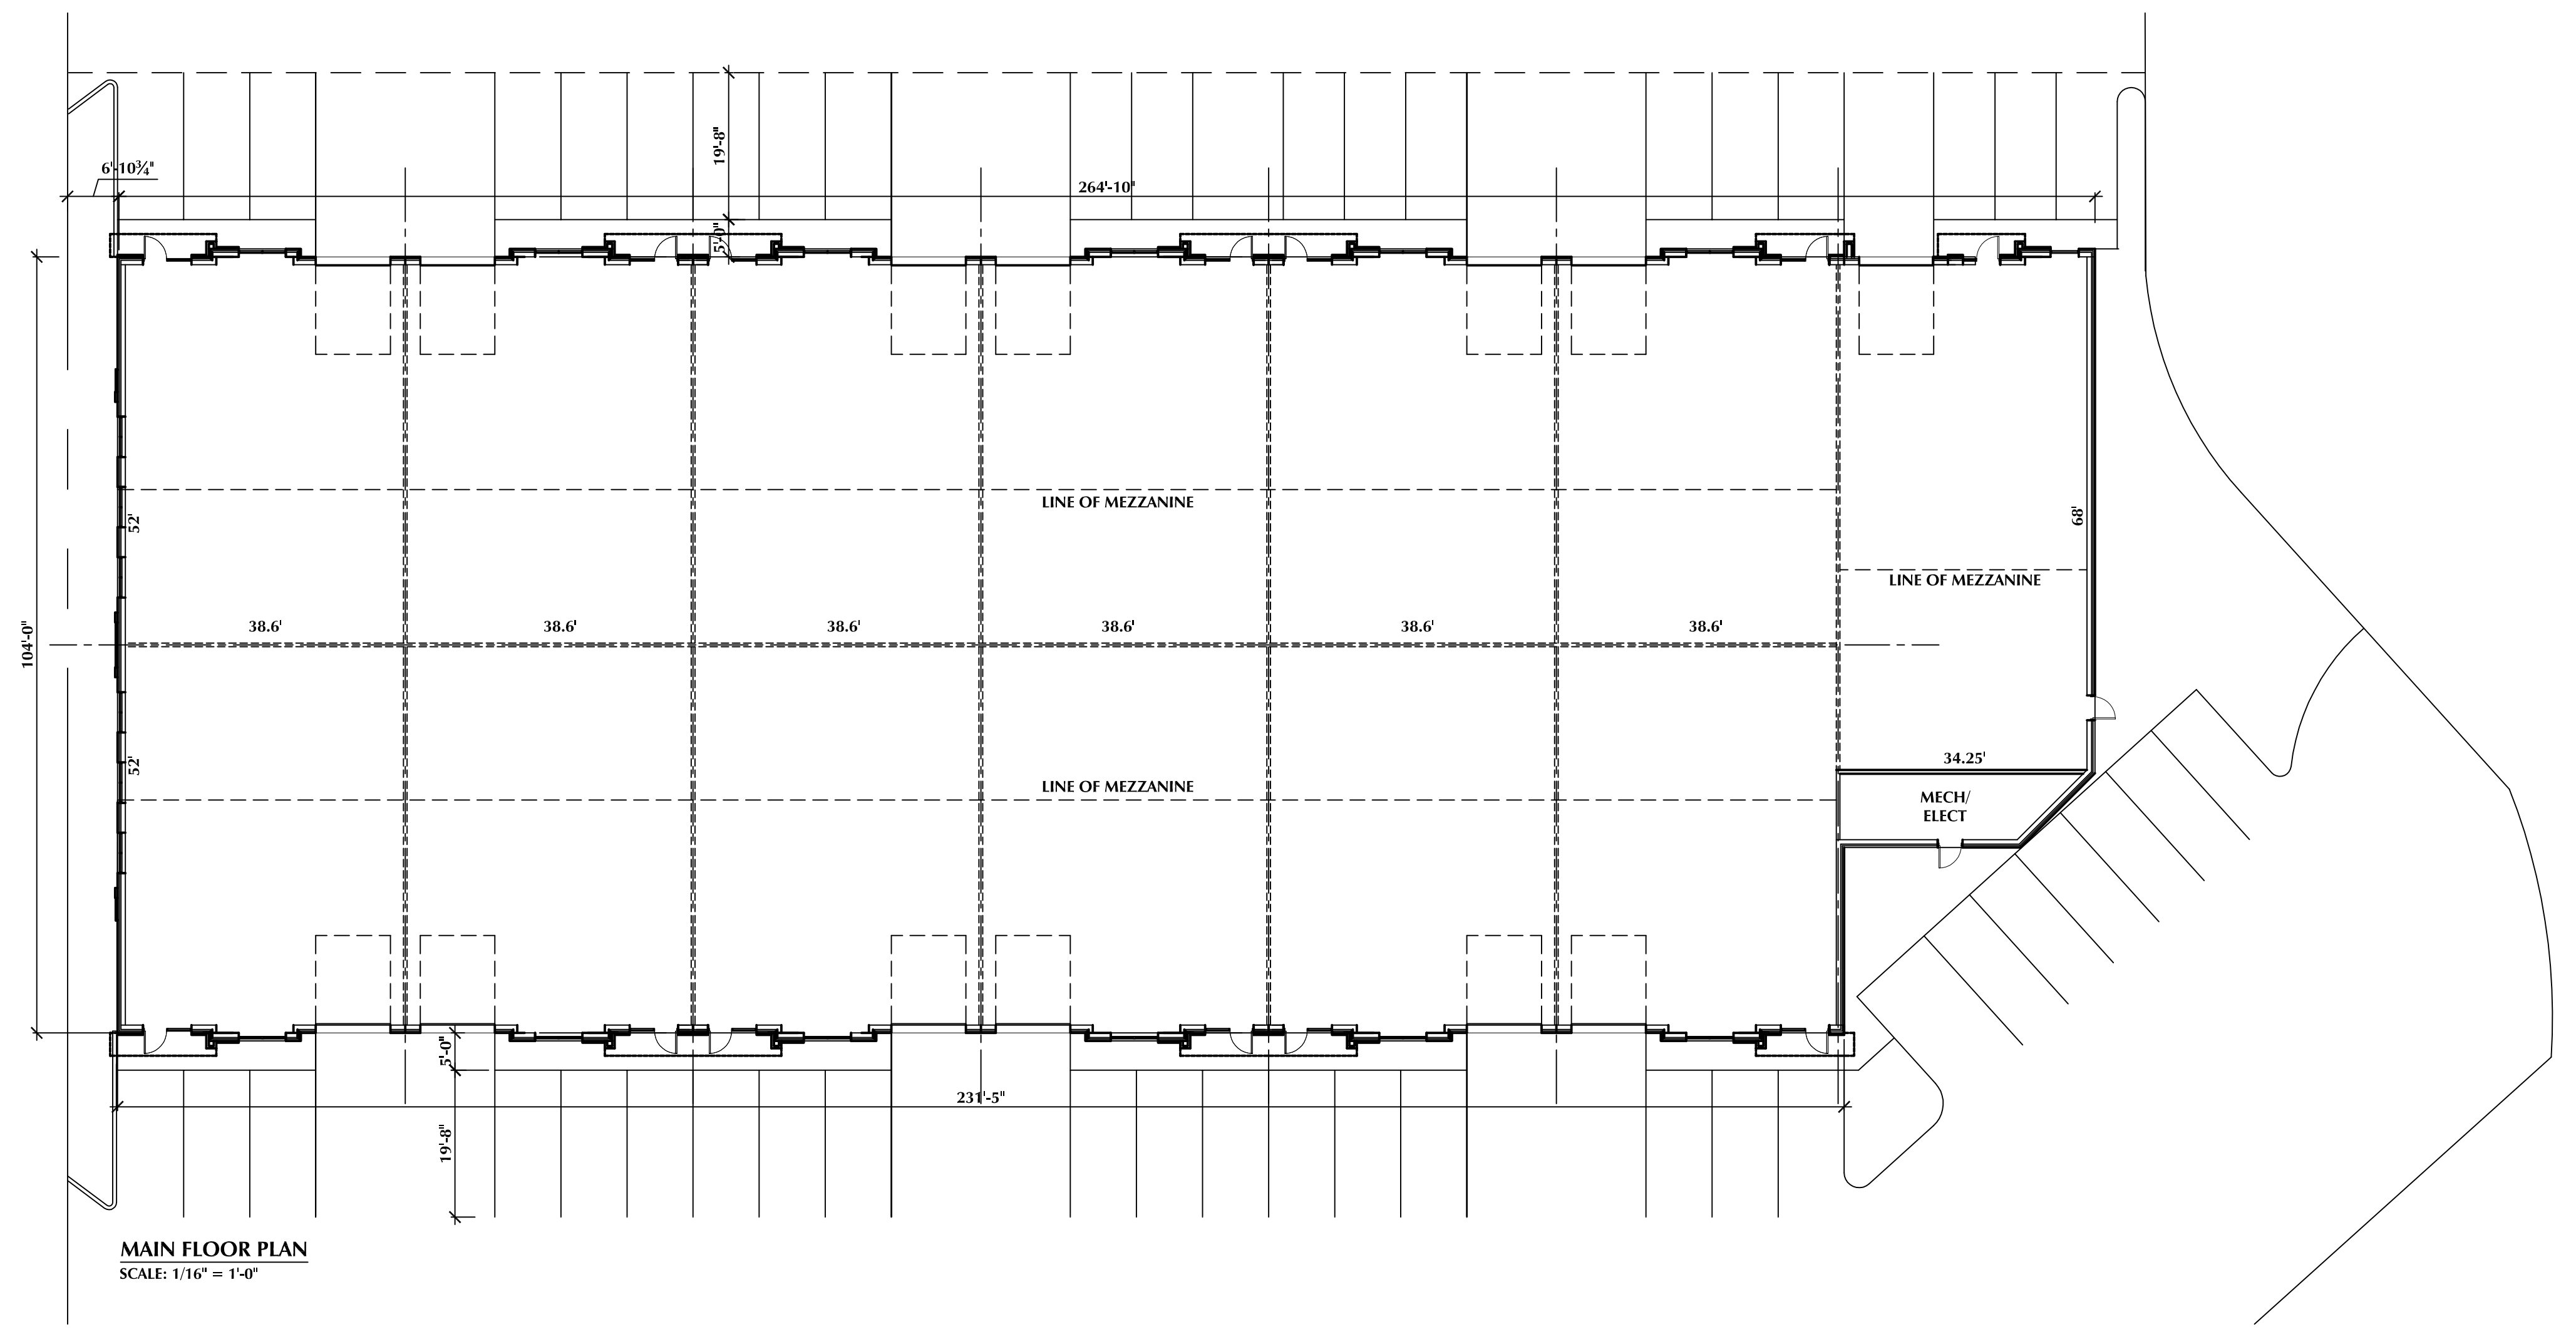 19'-8"
6'-10¾"
264'-10"
5'-0"
LINE OF MEZZANINE
52'
68'
LINE OF MEZZANINE
104'-0"
38.6'
38.6'
38.6'
38.6'
38.6'
38.6'
52'
34.25'
LINE OF MEZZANINE
MECH/
ELECT
5'-0"
231'-5"
19'-8"
MAIN FLOOR PLAN
SCALE: 1/16" = 1'-0"